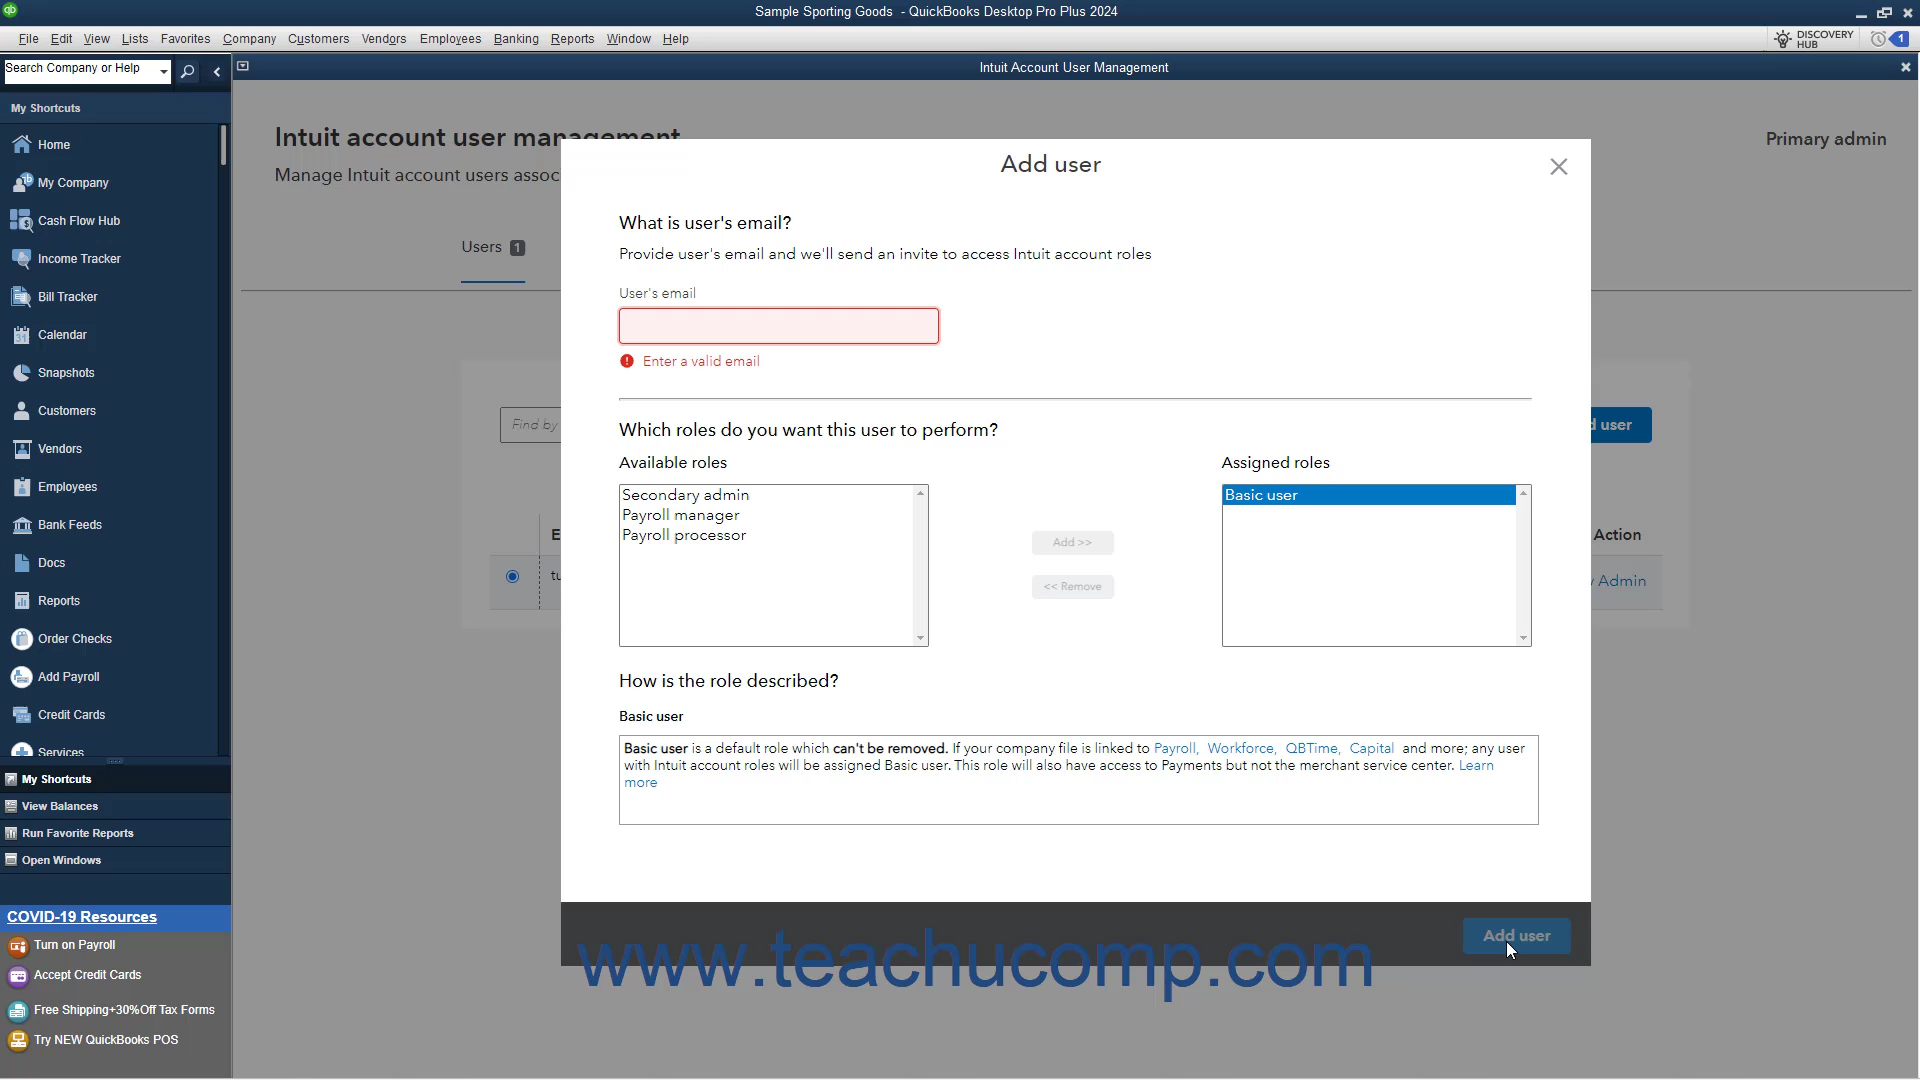 Sample Sporting Goods - QuickBooks Desktop Pro Plus 2024
File Edit View Lists Favorites Company Customers Vendors Employees Banking Reports Window Help
DISCOVERY HUB
1
Search Company or Help
Intuit Account User Management
My Shortcuts
Home
My Company
Cash Flow Hub
Income Tracker
Bill Tracker
Calendar
Snapshots
Customers
Vendors
Employees
Bank Feeds
Docs
Reports
Order Checks
Add Payroll
Credit Cards
Services
My Shortcuts
View Balances
Run Favorite Reports
Open Windows
COVID-19 Resources
Turn on Payroll
Accept Credit Cards
Free Shipping+30%Off Tax Forms
Try NEW QuickBooks POS
Intuit account user management
Primary admin
Manage Intuit account users assoc
Users 1
Find by
d user
E
Action
tu
y Admin
Add user
What is user's email?
Provide user's email and we'll send an invite to access Intuit account roles
User's email
Enter a valid email
Which roles do you want this user to perform?
Available roles
Secondary admin
Payroll manager
Payroll processor
Add >>
<< Remove
Assigned roles
Basic user
How is the role described?
Basic user
Basic user is a default role which can't be removed. If your company file is linked to Payroll, Workforce, QBTime, Capital and more; any user
with Intuit account roles will be assigned Basic user. This role will also have access to Payments but not the merchant service center. Learn
more
Add user
www.teachucomp.com